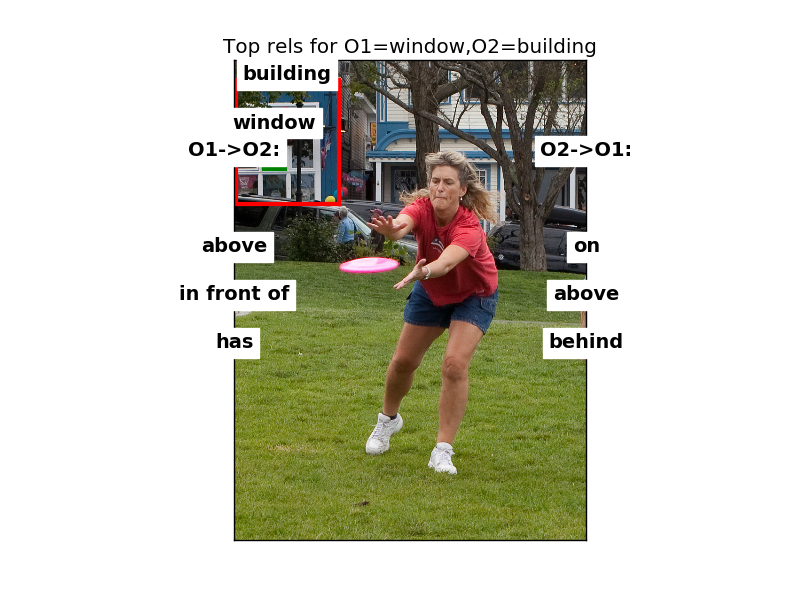 Top rels for O1=window,O2=building
building
window
O1->O2:
O2->O1:
above
on
in front of
above
has
behind